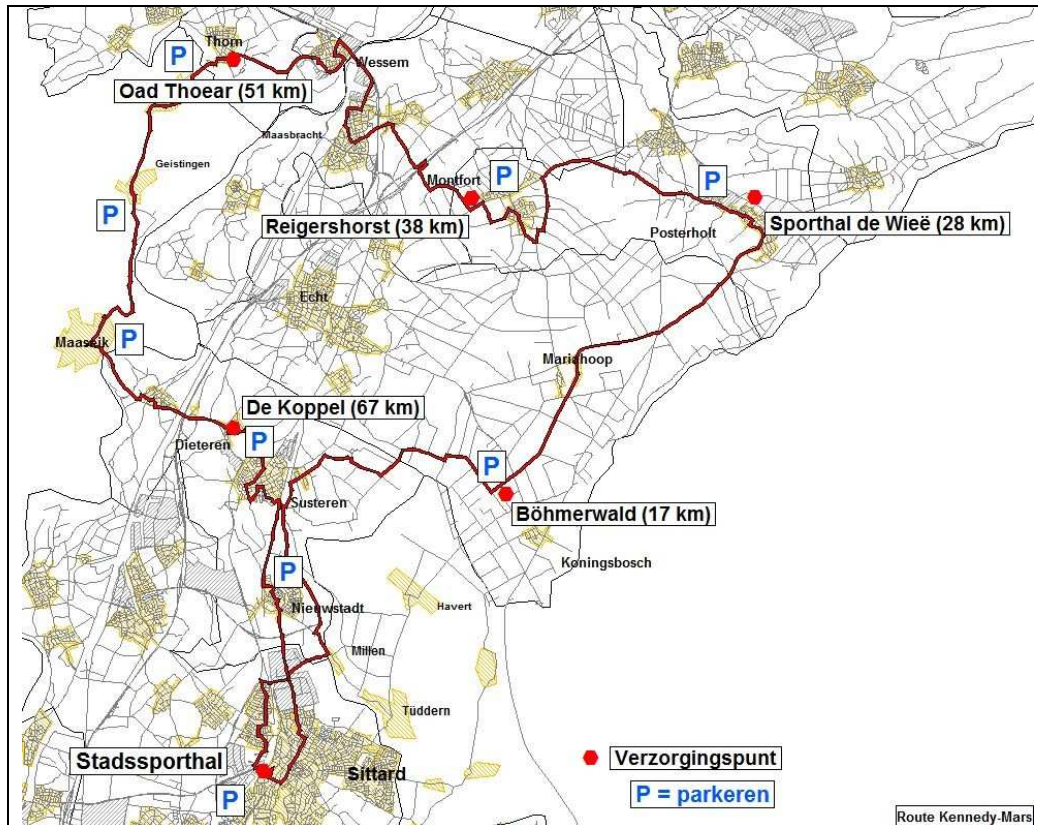 Thorn
P
Wessem
Oad Thoear (51 km)
Maasbracht
Geistingen
Montfort
P
P
P
Reigershorst (38 km)
Sporthal de Wieë (28 km)
Posterholt
Echt
Maaseik
P
Mariahoop
De Koppel (67 km)
Dieteren
P
P
Susteren
Böhmerwald (17 km)
Koningsbosch
P
Nieuwstadt
Havert
Millen
Tüddern
Stadssporthal
Sittard
Verzorgingspunt
P
P = parkeren
Route Kennedy-Mars